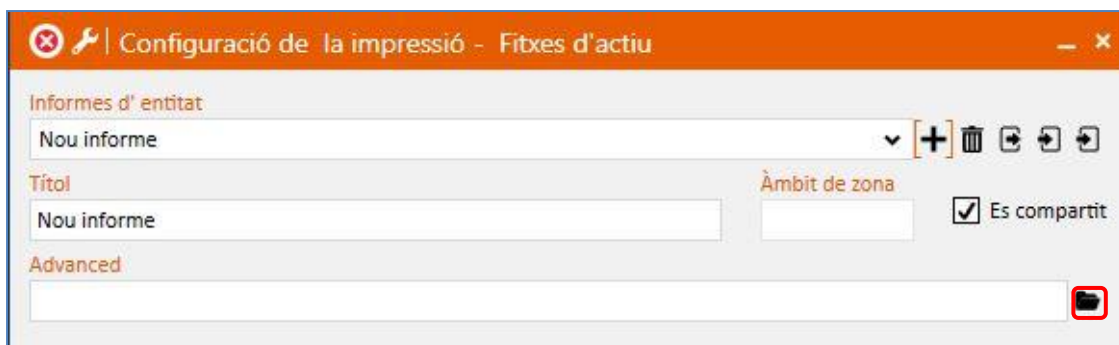 Configuració de la impressió - Fitxes d'actiu
Informes d' entitat
Nou informe
Títol
Àmbit de zona
Nou informe
Es compartit
Advanced